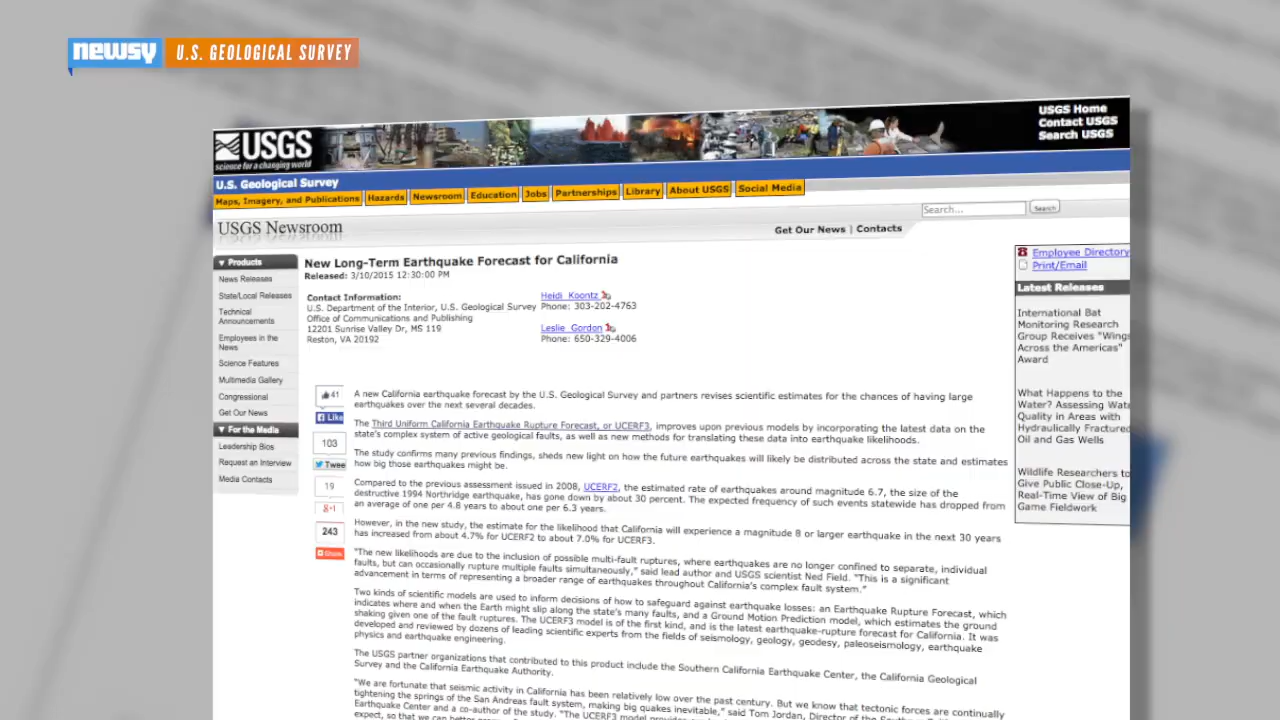 newsy U.S. GEOLOGICAL SURVEY
USGS
science for a changing world
USGS Home
Contact USGS
Search USGS
U.S. Geological Survey
Maps, Imagery, and Publications Hazards Newsroom Education Jobs Partnerships Library About USGS Social Media
Search... Search
USGS Newsroom
Get Our News | Contacts
▼ Products
News Releases
State/Local Releases
Technical
Announcements
Employees in the
News
Science Features
Multimedia Gallery
Congressional
Get Our News
▼ For the Media
Leadership Bios
Request an Interview
Media Contacts
New Long-Term Earthquake Forecast for California
Released: 3/10/2015 12:30:00 PM
Contact Information:
U.S. Department of the Interior, U.S. Geological Survey
Office of Communications and Publishing
12201 Sunrise Valley Dr, MS 119
Reston, VA 20192
Heidi Koontz
Phone: 303-202-4763
Leslie Gordon
Phone: 650-329-4006
41
Like
103
Twee
19
g+1
243
Share
A new California earthquake forecast by the U.S. Geological Survey and partners revises scientific estimates for the chances of having large
earthquakes over the next several decades.
The Third Uniform California Earthquake Rupture Forecast, or UCERF3, improves upon previous models by incorporating the latest data on the
state's complex system of active geological faults, as well as new methods for translating these data into earthquake likelihoods.
The study confirms many previous findings, sheds new light on how the future earthquakes will likely be distributed across the state and estimates
how big those earthquakes might be.
Compared to the previous assessment issued in 2008, UCERF2, the estimated rate of earthquakes around magnitude 6.7, the size of the
destructive 1994 Northridge earthquake, has gone down by about 30 percent. The expected frequency of such events statewide has dropped from
an average of one per 4.8 years to about one per 6.3 years.
However, in the new study, the estimate for the likelihood that California will experience a magnitude 8 or larger earthquake in the next 30 years
has increased from about 4.7% for UCERF2 to about 7.0% for UCERF3.
"The new likelihoods are due to the inclusion of possible multi-fault ruptures, where earthquakes are no longer confined to separate, individual
faults, but can occasionally rupture multiple faults simultaneously," said lead author and USGS scientist Ned Field. "This is a significant
advancement in terms of representing a broader range of earthquakes throughout California's complex fault system."
Two kinds of scientific models are used to inform decisions of how to safeguard against earthquake losses: an Earthquake Rupture Forecast, which
indicates where and when the Earth might slip along the state's many faults, and a Ground Motion Prediction model, which estimates the ground
shaking given one of the fault ruptures. The UCERF3 model is of the first kind, and is the latest earthquake-rupture forecast for California. It was
developed and reviewed by dozens of leading scientific experts from the fields of seismology, geology, geodesy, paleoseismology, earthquake
physics and earthquake engineering.
The USGS partner organizations that contributed to this product include the Southern California Earthquake Center, the California Geological
Survey and the California Earthquake Authority.
"We are fortunate that seismic activity in California has been relatively low over the past century. But we know that tectonic forces are continually
tightening the springs of the San Andreas fault system, making big quakes inevitable," said Tom Jordan, Director of the
Earthquake Center and a co-author of the study. "The UCERF3 model
expect, so that we can
Employee Directory
Print/Email
Latest Releases
International Bat
Monitoring Research
Group Receives "Wings
Across the Americas"
Award
What Happens to the
Water? Assessing Wat
Quality in Areas with
Hydraulically Fractured
Oil and Gas Wells
Wildlife Researchers to
Give Public Close-Up,
Real-Time View of Big
Game Fieldwork